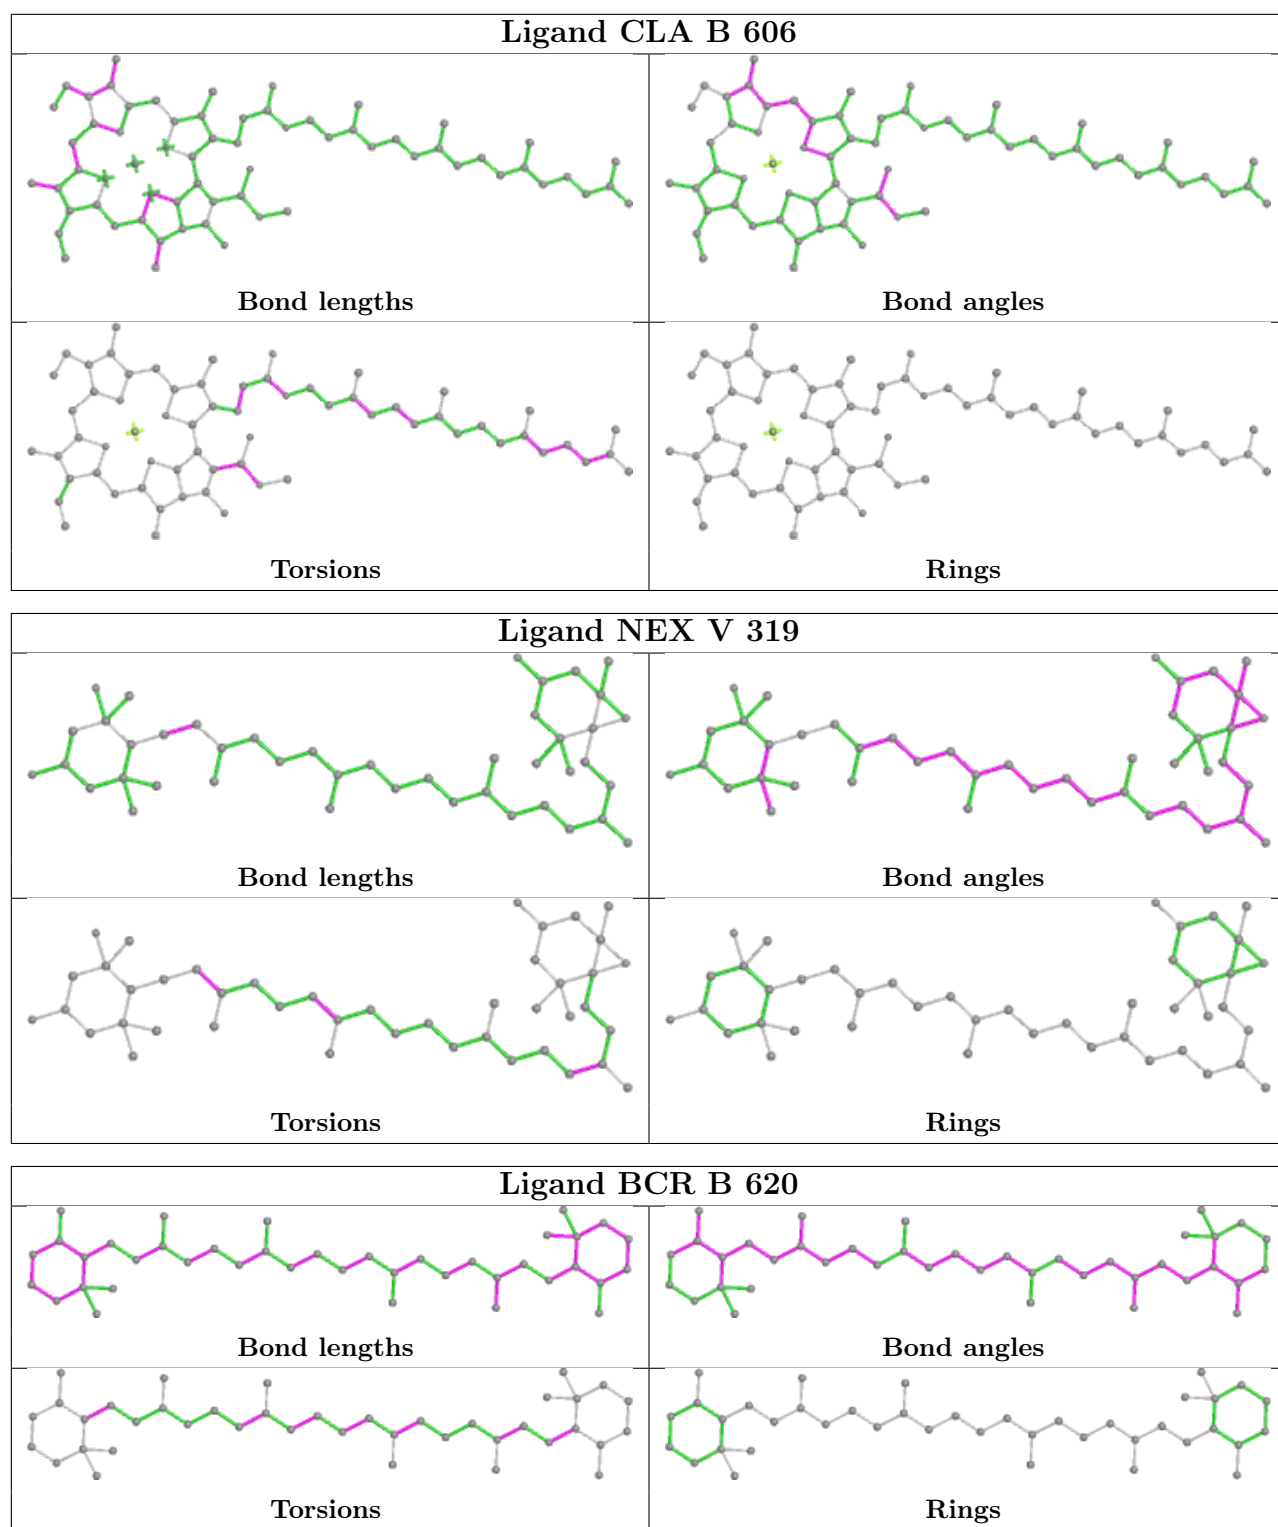 Ligand CLA B 606
Bond lengths
Bond angles
Torsions
Rings
Ligand NEX V 319
Bond lengths
Bond angles
Torsions
Rings
Ligand BCR B 620
Bond lengths
Bond angles
Torsions
Rings